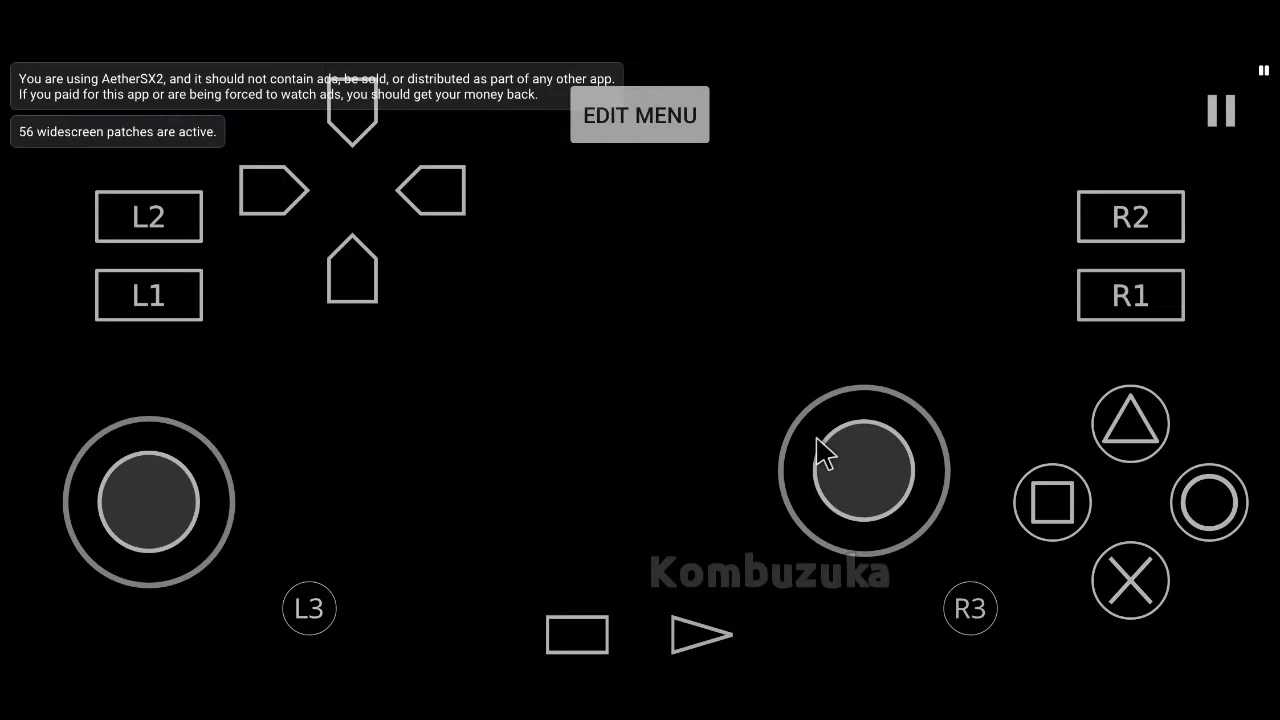 You are using AetherSX2, and it should not contain ads, be sold, or distributed as part of any other app.
If you paid for this app or are being forced to watch ads, you should get your money back.
EDIT MENU
56 widescreen patches are active.
L2
R2
L1
R1
Kombuzuka
L3
R3